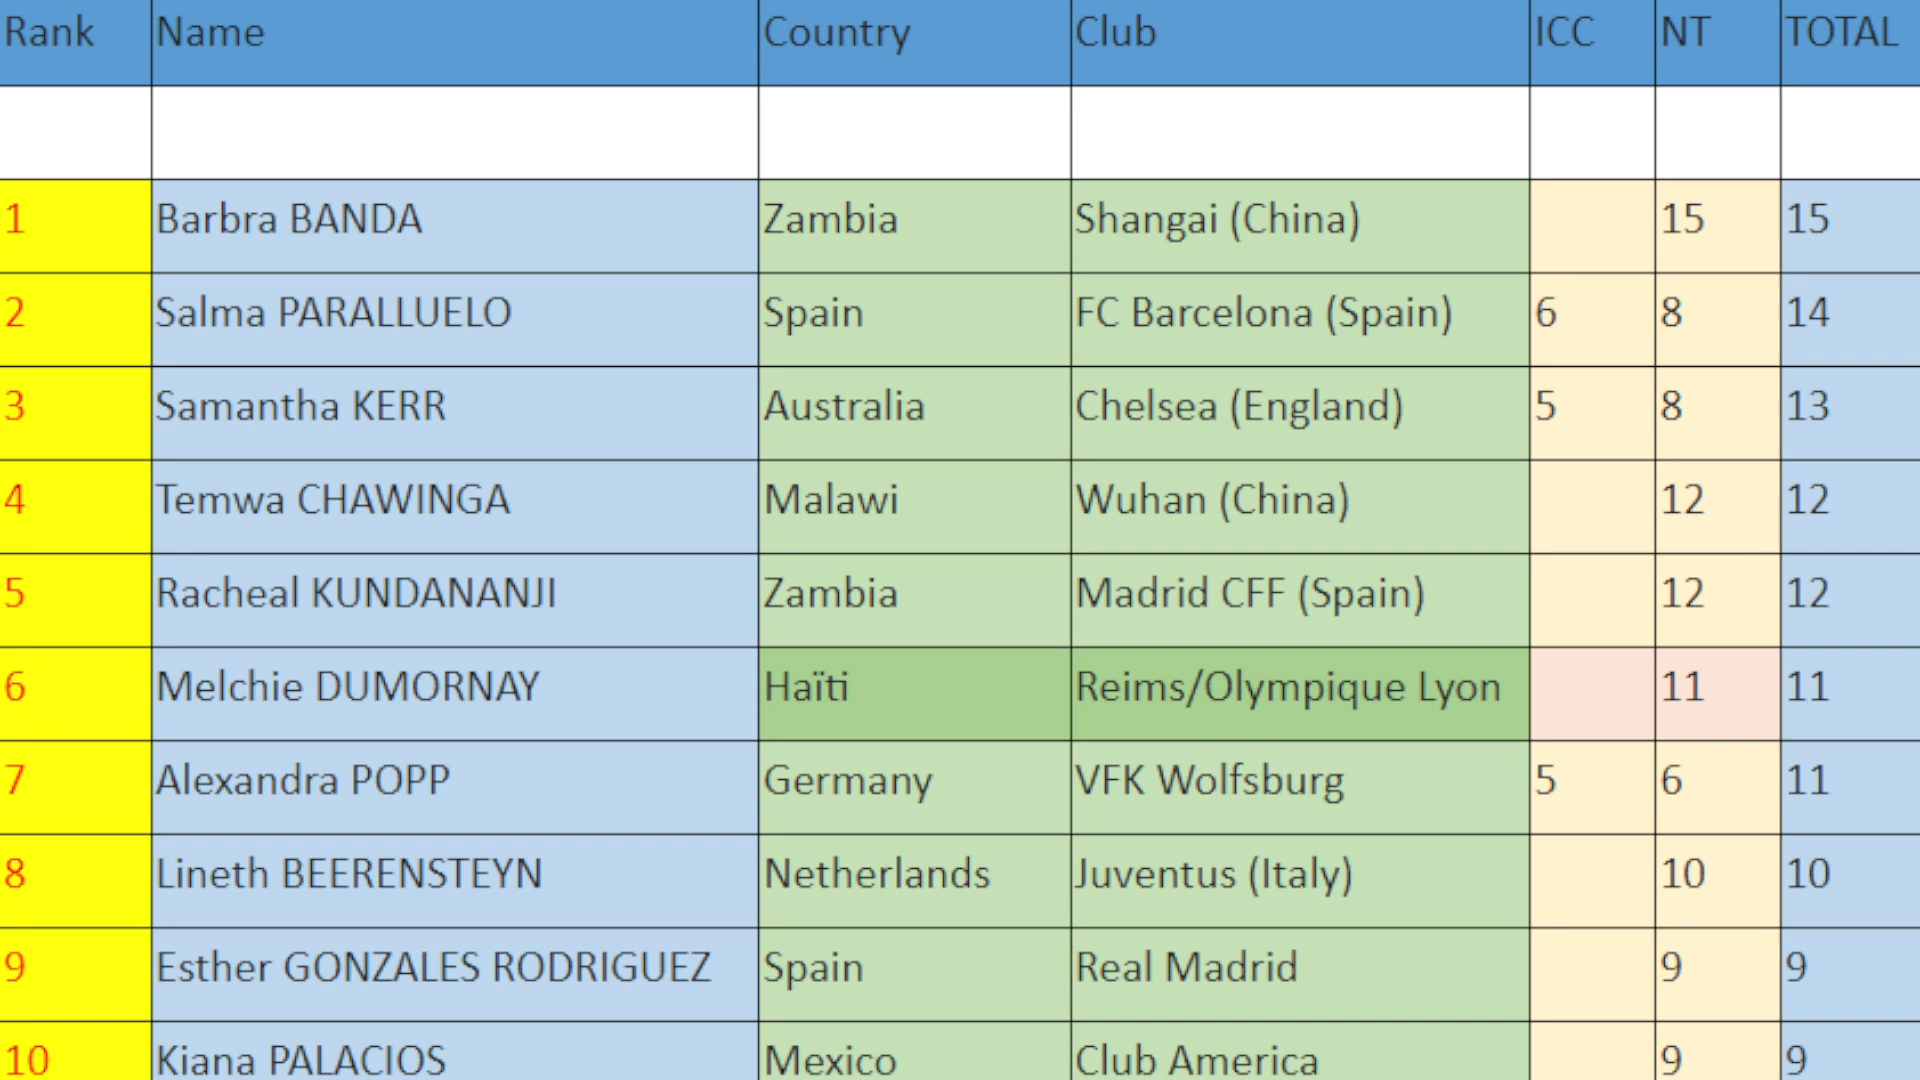 Rank Name Country Club ICC NT TOTAL
1 Barbra BANDA Zambia Shangai (China) 15 15
2 Salma PARALLUELO Spain FC Barcelona (Spain) 6 8 14
3 Samantha KERR Australia Chelsea (England) 5 8 13
4 Temwa CHAWINGA Malawi Wuhan (China) 12 12
5 Racheal KUNDANANJI Zambia Madrid CFF (Spain) 12 12
6 Melchie DUMORNAY Haïti Reims/Olympique Lyon 11 11
7 Alexandra POPP Germany VFK Wolfsburg 5 6 11
8 Lineth BEERENSTEYN Netherlands Juventus (Italy) 10 10
9 Esther GONZALES RODRIGUEZ Spain Real Madrid 9 9
10 Kiana PALACIOS Mexico Club America 9 9